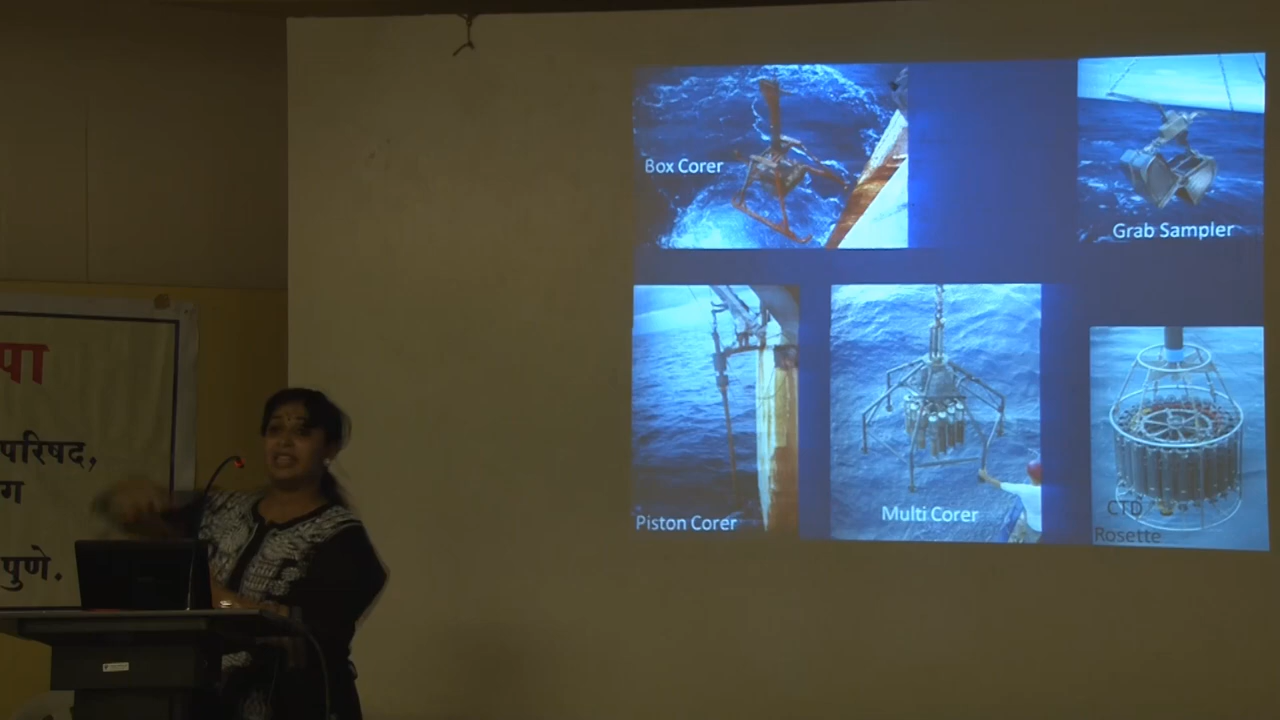 पा
परिषद,
ग
पुणे.
Box Corer
Grab Sampler
Piston Corer
Multi Corer
CTD
Rosette